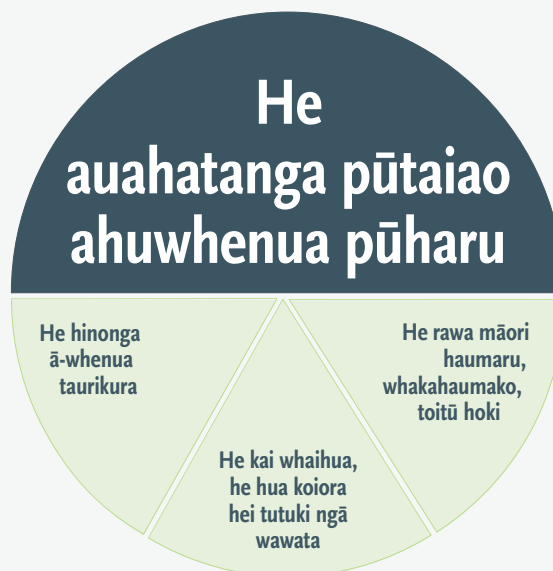 He
auahatanga pūtaiao
ahuwhenua pūharu
He hinonga
ā-whenua
taurikura
He kai whaihua,
he hua koiora
hei tutuki ngā
wawata
He rawa māori
haumaru,
whakahaumako,
toitū hoki